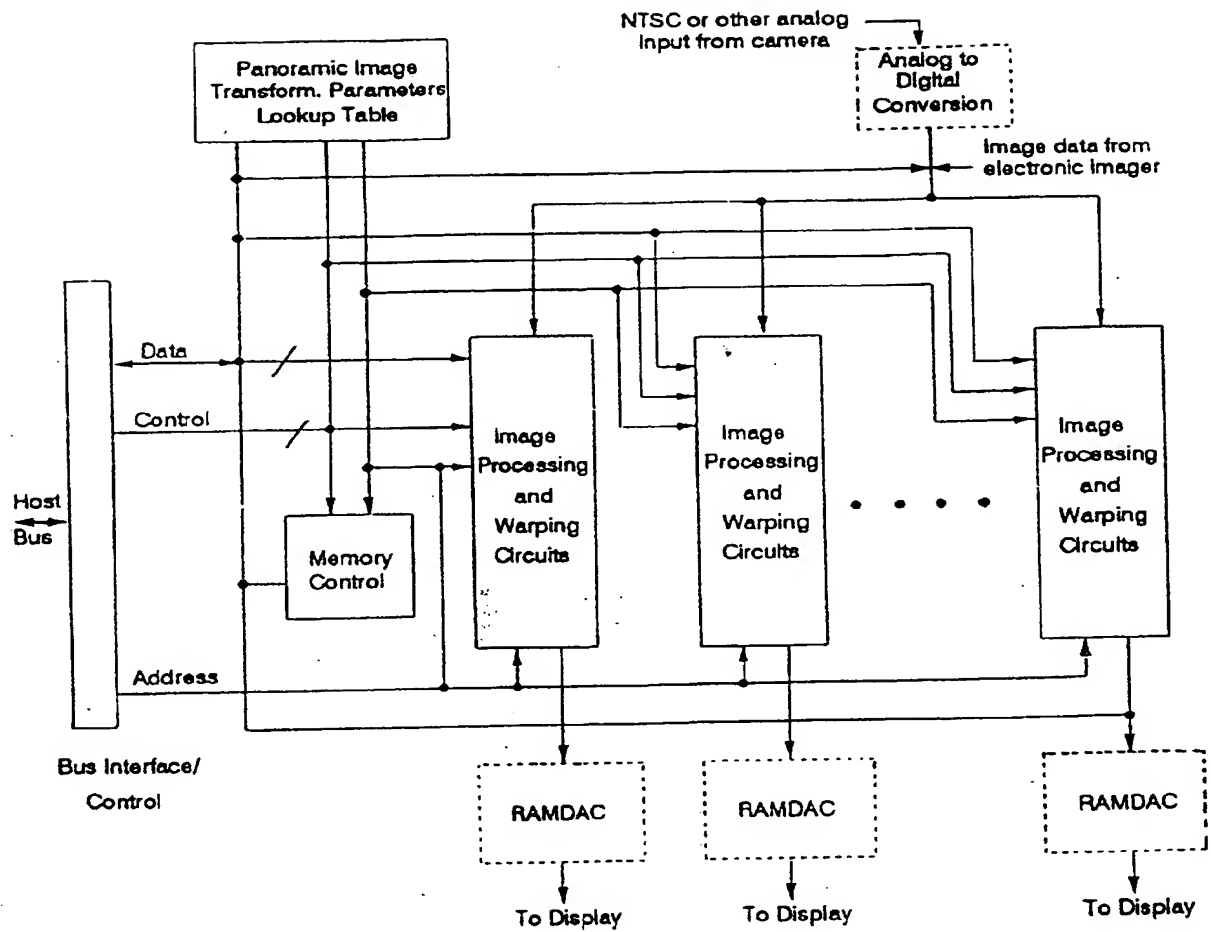 NTSC or other analog
Input from camera
Panoramic Image
Transform. Parameters
Lookup Table
Analog to
Digital
Conversion
Image data from
electronic imager
Data
Control
Host
Bus
Memory
Control
Address
Image
Processing
and
Warping
Circuits
Image
Processing
and
Warping
Circuits
Image
Processing
and
Warping
Circuits
Bus Interface/
Control
RAMDAC
RAMDAC
RAMDAC
To Display
To Display
To Display